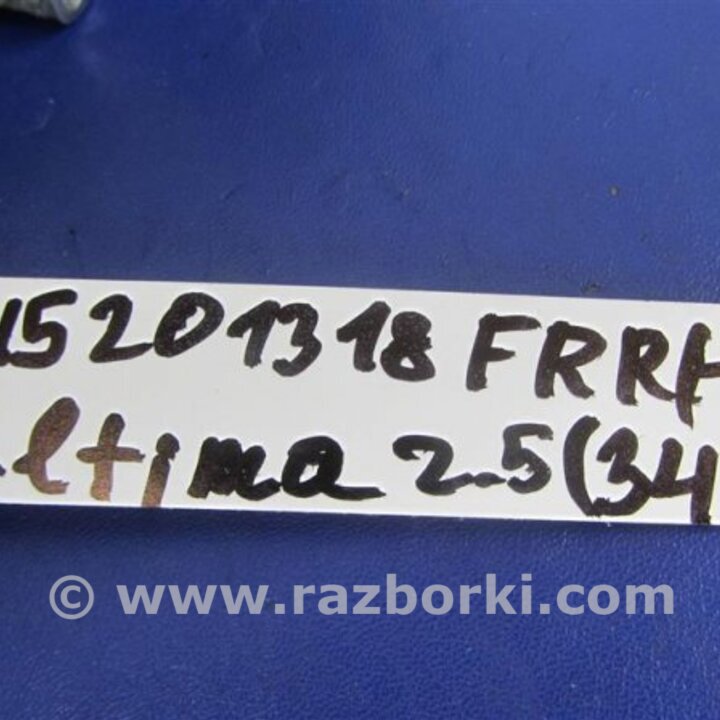 15201318 FRRH
ltima 2.5(34
© www.razborki.com